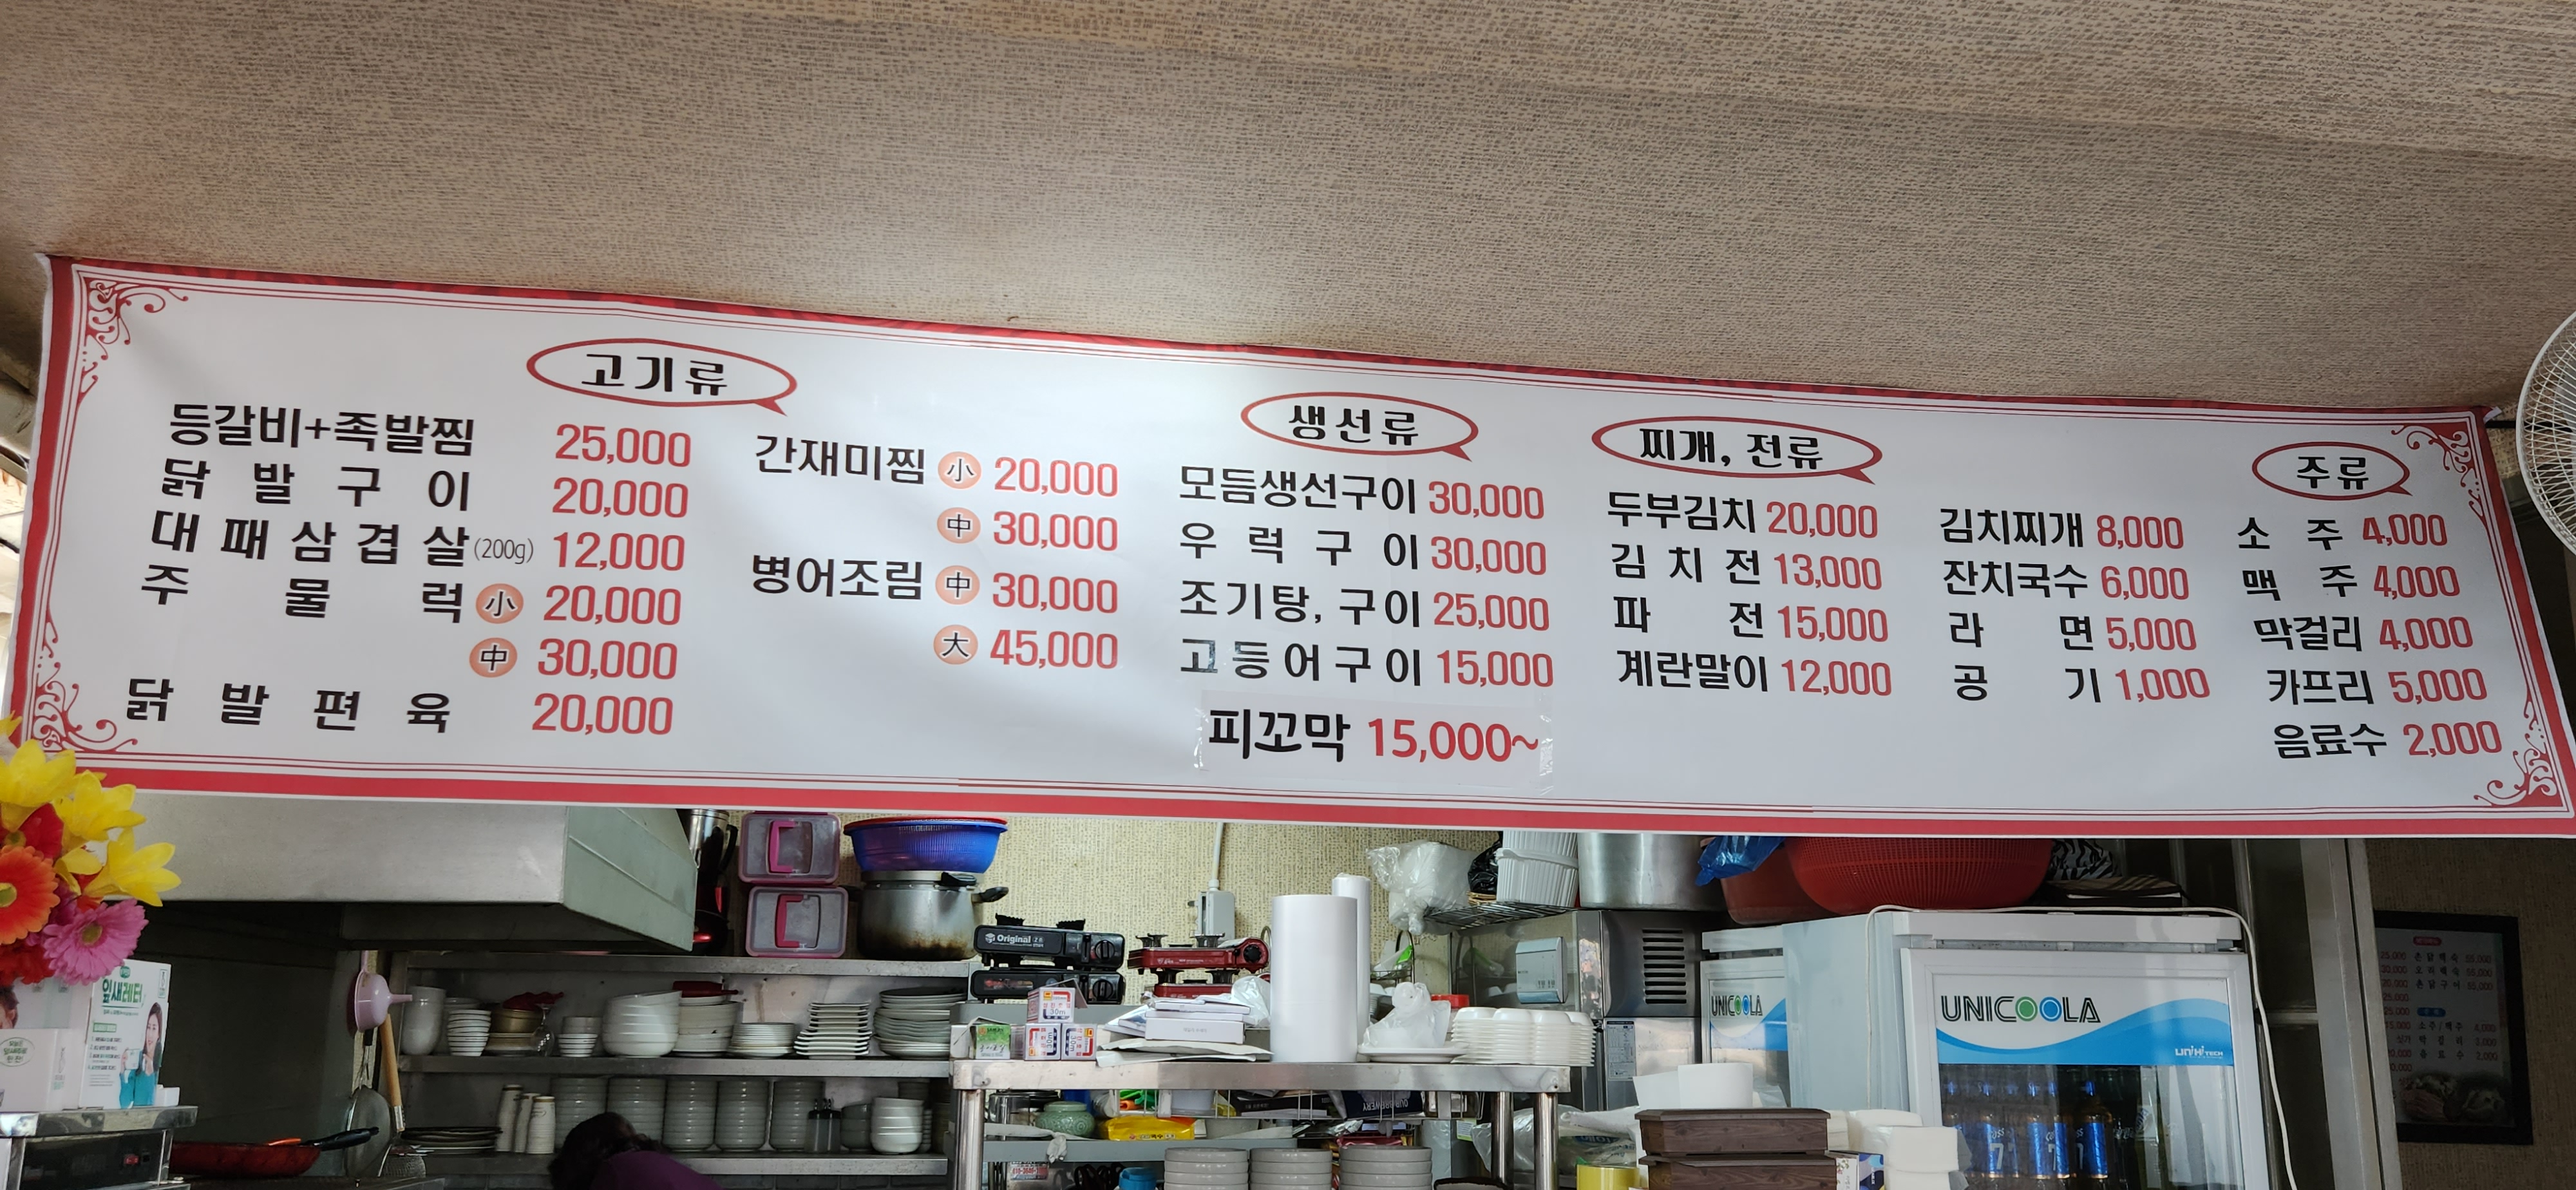 고기류
등갈비+족발찜 25,000
닭발구이 20,000
대패삼겹살(200g) 12,000
주물럭 小 20,000
中 30,000
닭발편육 20,000
간재미찜 小 20,000
中 30,000
병어조림 中 30,000
大 45,000
생선류
모듬생선구이 30,000
우럭구이 30,000
조기탕, 구이 25,000
고등어구이 15,000
피꼬막 15,000~
찌개, 전류
두부김치 20,000
김치전 13,000
파전 15,000
계란말이 12,000
김치찌개 8,000
잔치국수 6,000
라면 5,000
공기 1,000
주류
소주 4,000
맥주 4,000
막걸리 4,000
카프리 5,000
음료수 2,000
Original
잎새레터
UNICOOLA
UNICOOLA
UniHi TECH
30m